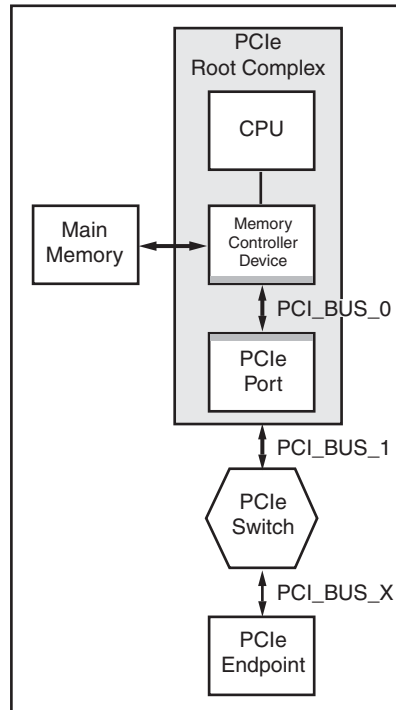 PCIe
Root Complex
CPU
Main
Memory
Memory
Controller
Device
PCI_BUS_0
PCIe
Port
PCI_BUS_1
PCIe
Switch
PCI_BUS_X
PCIe
Endpoint